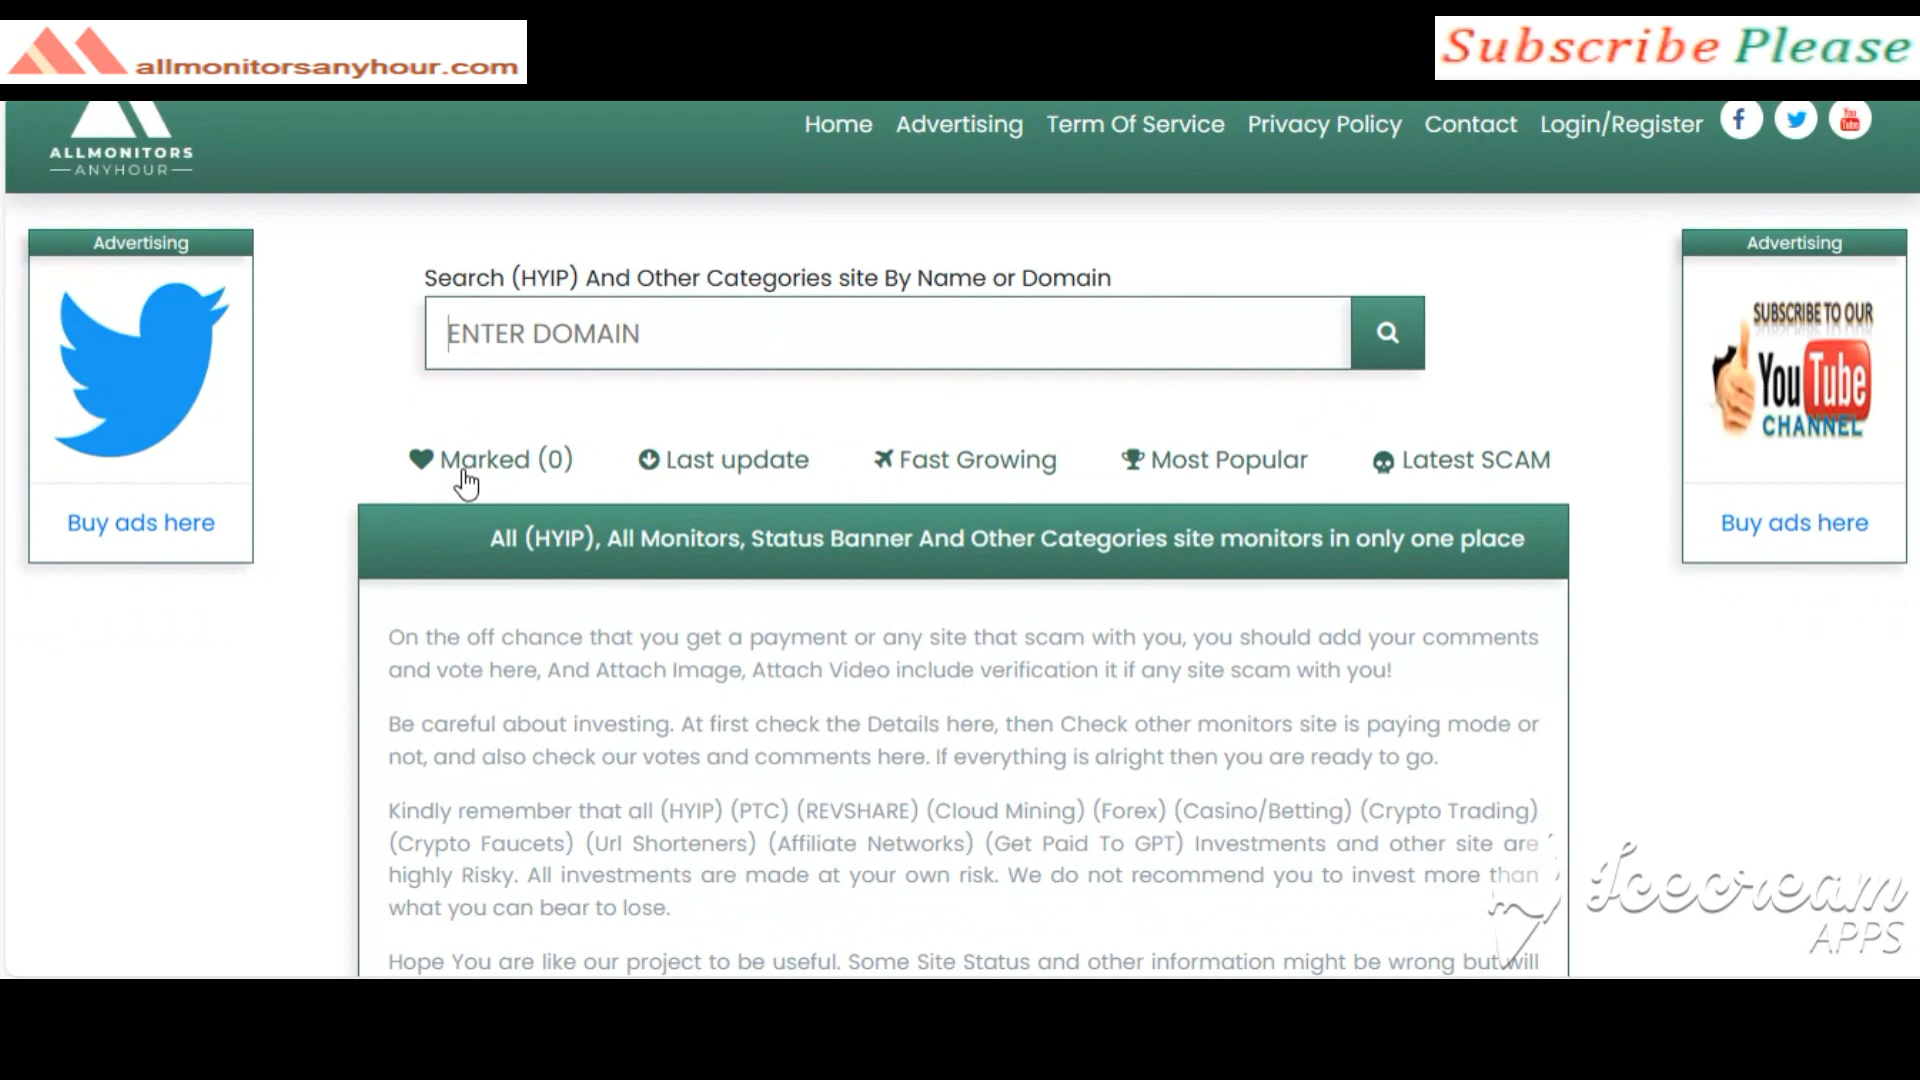 allmonitorsanyhour.com
Subscribe Please
ALLMONITORS
ANYHOUR
Home Advertising Term Of Service Privacy Policy Contact Login/Register
You
Tube
Advertising
Buy ads here
Search (HYIP) And Other Categories site By Name or Domain
ENTER DOMAIN
Marked (0) Last update Fast Growing Most Popular Latest SCAM
Advertising
SUBSCRIBE TO OUR
YouTube
CHANNEL
Buy ads here
All (HYIP), All Monitors, Status Banner And Other Categories site monitors in only one place
On the off chance that you get a payment or any site that scam with you, you should add your comments
and vote here, And Attach Image, Attach Video include verification it if any site scam with you!
Be careful about investing. At first check the Details here, then Check other monitors site is paying mode or
not, and also check our votes and comments here. If everything is alright then you are ready to go.
Kindly remember that all (HYIP) (PTC) (REVSHARE) (Cloud Mining) (Forex) (Casino/Betting) (Crypto Trading)
(Crypto Faucets) (Url Shorteners) (Affiliate Networks) (Get Paid To GPT) Investments and other site are
highly Risky. All investments are made at your own risk. We do not recommend you to invest more than
what you can bear to lose.
Hope You are like our project to be useful. Some Site Status and other information might be wrong but will
Icecream
APPS